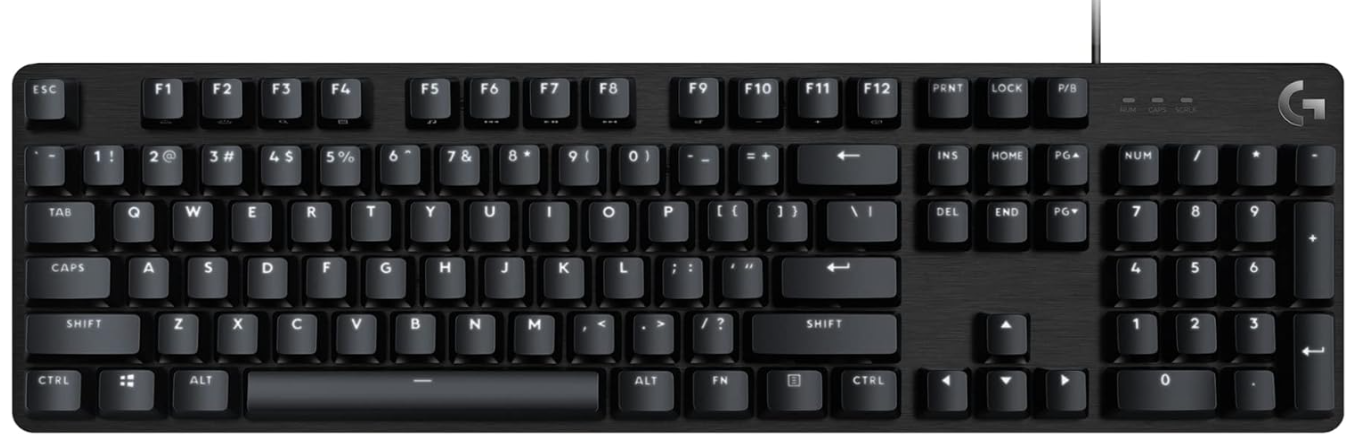 ESC F1 F2 F3 F4 F5 F6 F7 F8 F9 F10 F11 F12 PRNT LOCK P/B
NUM CAPS SCRLL
` ~ 1 ! 2 @ 3 # 4 $ 5 % 6 ^ 7 & 8 * 9 ( 0 ) - _ = + ← INS HOME PG▲ NUM / * -
TAB Q W E R T Y U I O P [ { ] } \ | DEL END PG▼ 7 8 9 +
CAPS A S D F G H J K L ; : ' " ↵ 4 5 6
SHIFT Z X C V B N M , < . > / ? SHIFT ▲ 1 2 3 ↵
CTRL ALT — ALT FN CTRL ◀ ▼ ▶ 0 .